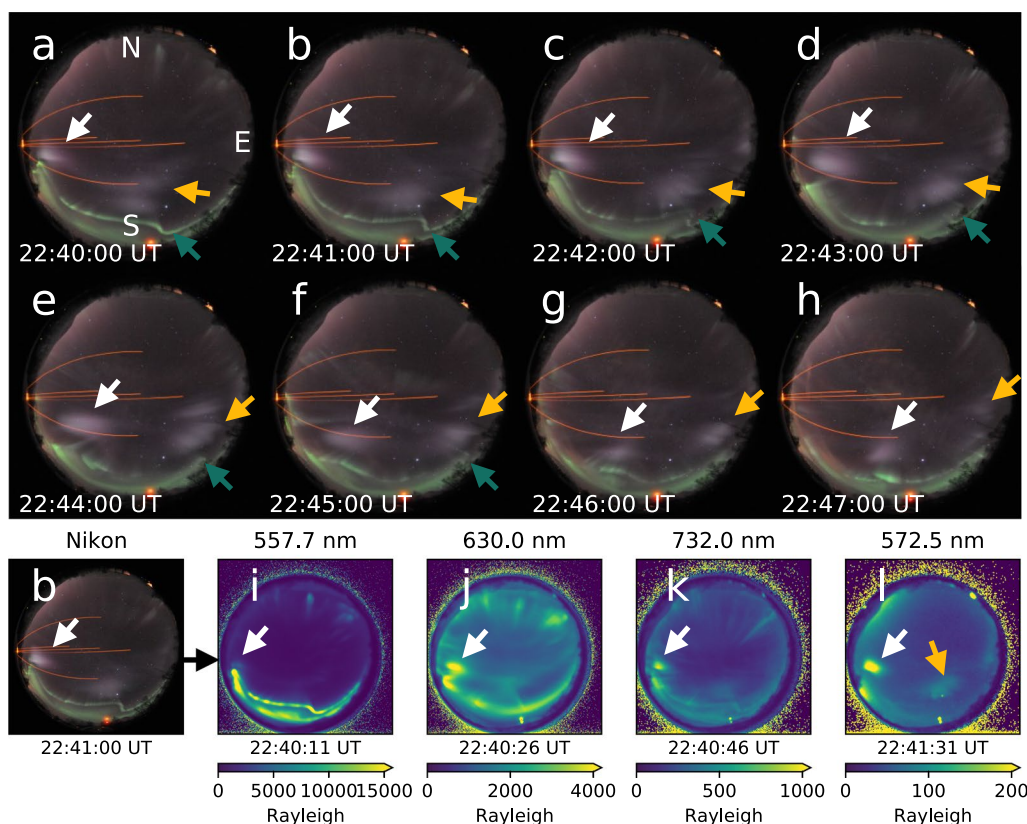 a b c d
N
E
S
22:40:00 UT 22:41:00 UT 22:42:00 UT 22:43:00 UT
e f g h
22:44:00 UT 22:45:00 UT 22:46:00 UT 22:47:00 UT
Nikon 557.7 nm 630.0 nm 732.0 nm 572.5 nm
b i j k l
22:41:00 UT 22:40:11 UT 22:40:26 UT 22:40:46 UT 22:41:31 UT
0 5000 10000 15000 0 2000 4000 0 500 1000 0 100 200
Rayleigh Rayleigh Rayleigh Rayleigh